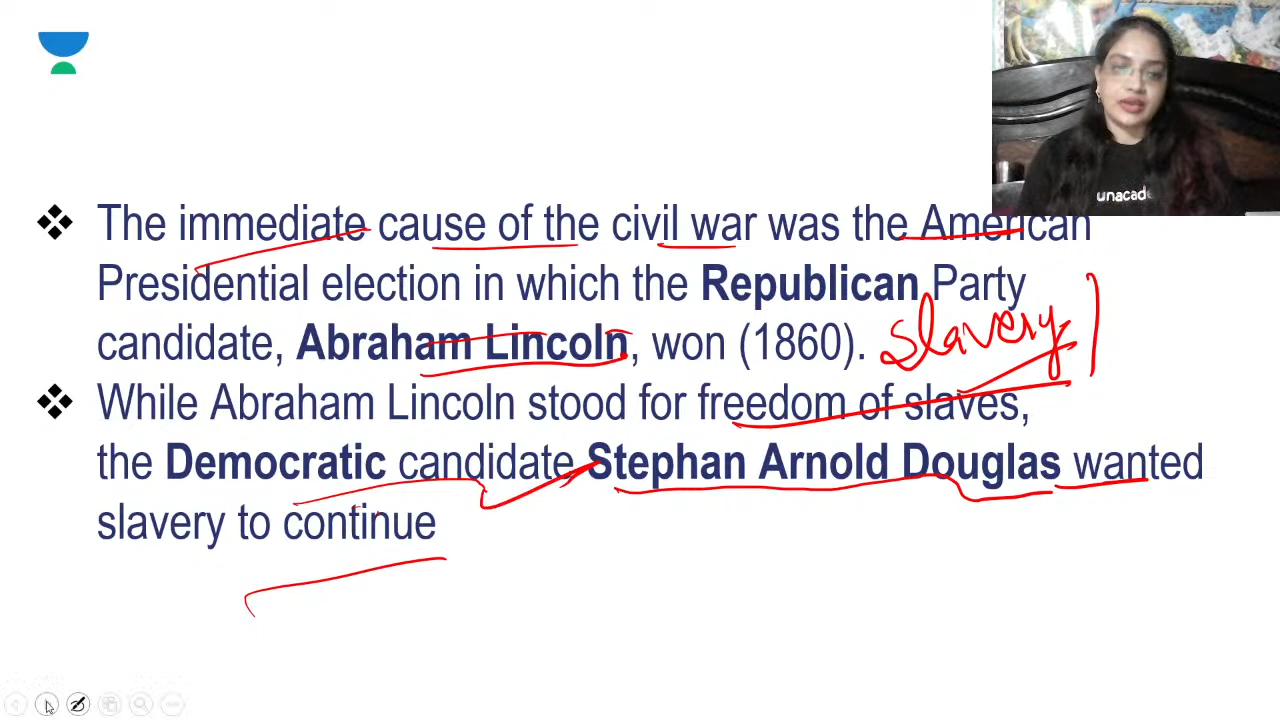 unacade
The immediate cause of the civil war was the American
Presidential election in which the Republican Party
candidate, Abraham Lincoln, won (1860).
slavery
While Abraham Lincoln stood for freedom of slaves,
the Democratic candidate Stephan Arnold Douglas wanted
slavery to continue